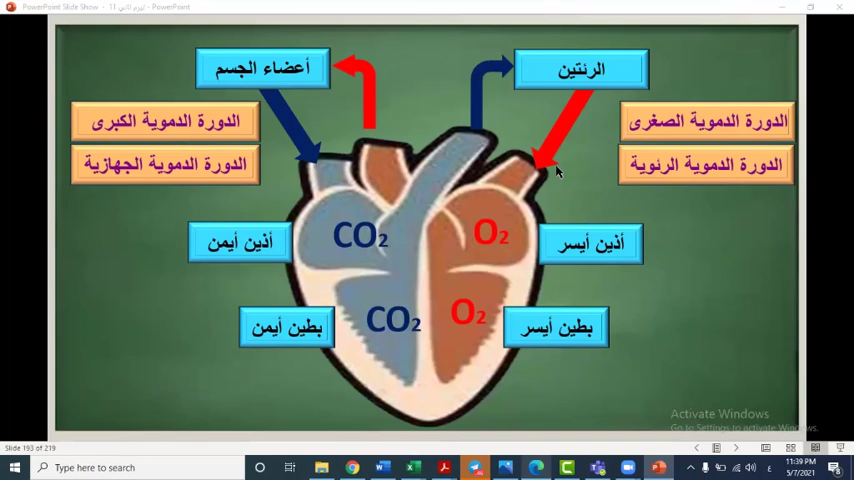 PowerPoint Slide Show - 11 تيرم ثاني - PowerPoint
الرئتين
أعضاء الجسم
الدورة الدموية الصغرى
الدورة الدموية الكبرى
الدورة الدموية الرئوية
الدورة الدموية الجهازية
أذين أيسر
O2
CO2
أذين أيمن
بطين أيسر
O2
CO2
بطين أيمن
Activate Windows
Go to Settings to activate Windows.
Slide 193 of 219
Type here to search
ع
11:39 PM
5/7/2021